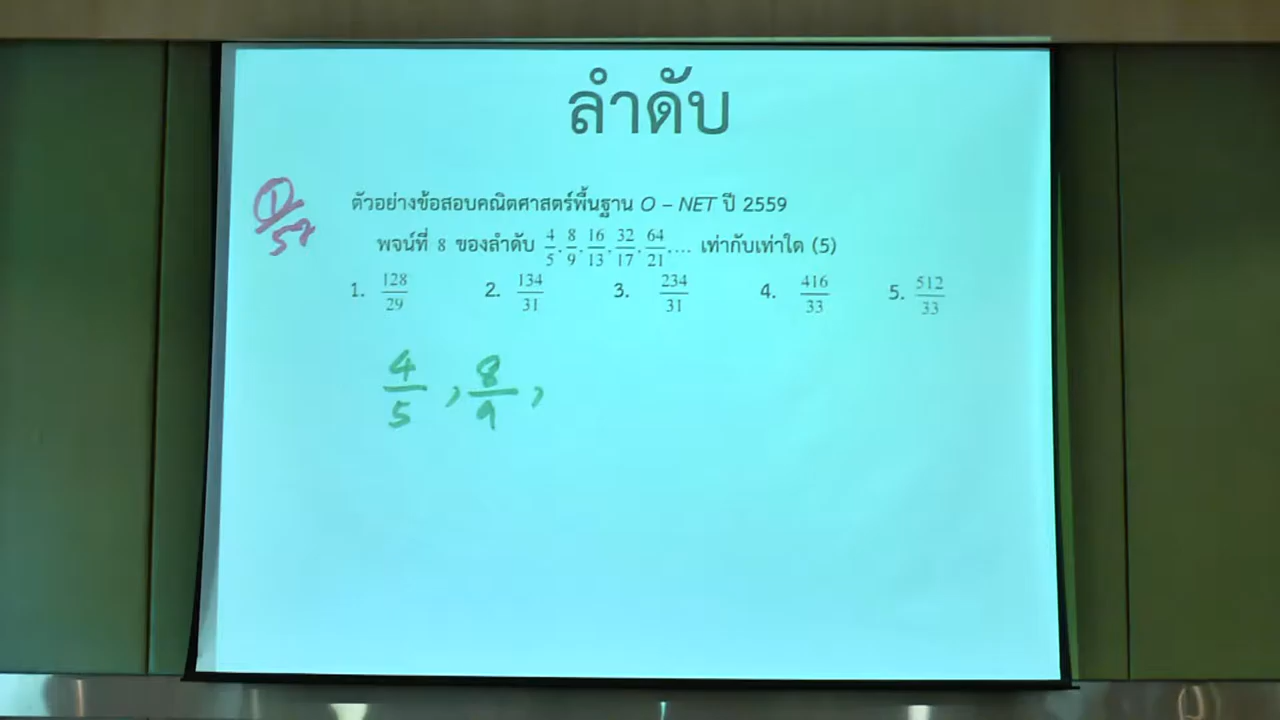 ลำดับ
ตัวอย่างข้อสอบคณิตศาสตร์พื้นฐาน O – NET ปี 2559
พจน์ที่ 8 ของลำดับ 4/5, 8/9, 16/13, 32/17, 64/21, .... เท่ากับเท่าใด (5)
1. 128/29 2. 134/31 3. 234/31 4. 416/33 5. 512/33
4/5 , 8/9 ,